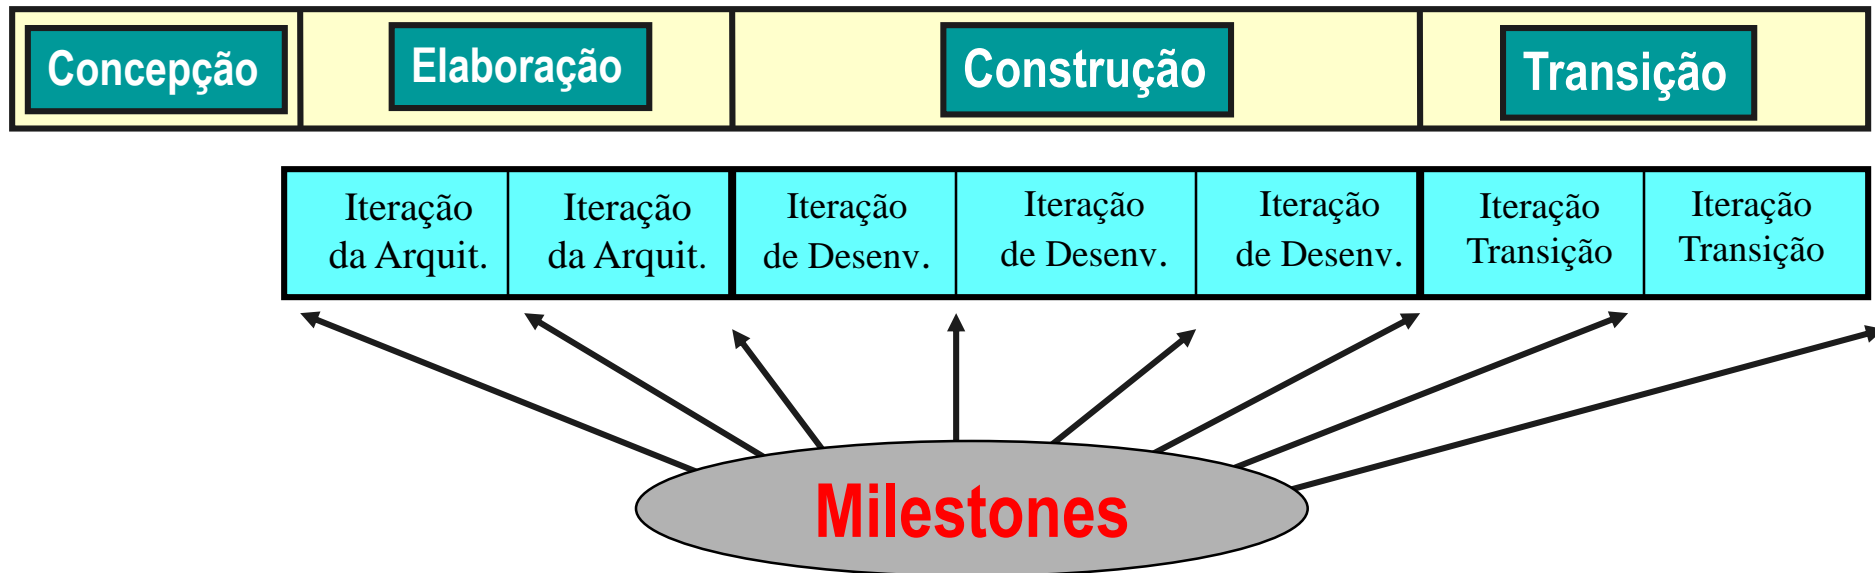 Concepção
Elaboração
Construção
Transição
Iteração
da Arquit.
Iteração
da Arquit.
Iteração
de Desenv.
Iteração
de Desenv.
Iteração
de Desenv.
Iteração
Transição
Iteração
Transição
Milestones